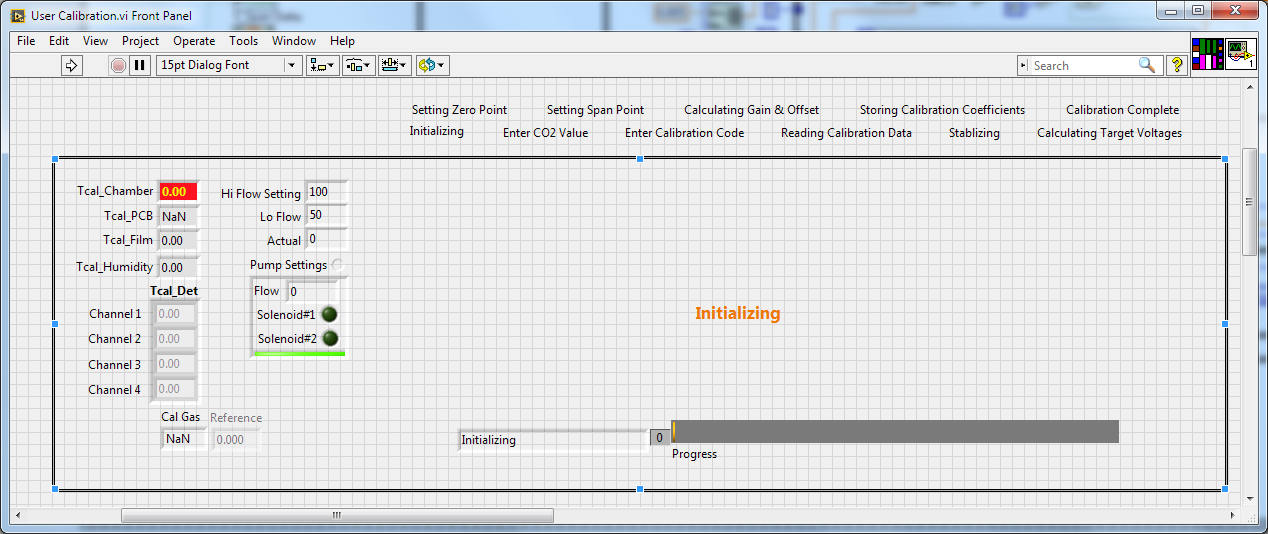 User Calibration.vi Front Panel
File Edit View Project Operate Tools Window Help
15pt Dialog Font
Search
1
Setting Zero Point Setting Span Point Calculating Gain & Offset Storing Calibration Coefficients Calibration Complete
Initializing Enter CO2 Value Enter Calibration Code Reading Calibration Data Stablizing Calculating Target Voltages
Tcal_Chamber 0.00 Hi Flow Setting 100
Tcal_PCB NaN Lo Flow 50
Tcal_Film 0.00 Actual 0
Tcal_Humidity 0.00 Pump Settings
Tcal_Det Flow 0
Channel 1 0.00 Solenoid#1 Initializing
Channel 2 0.00 Solenoid#2
Channel 3 0.00
Channel 4 0.00
Cal Gas Reference
NaN 0.000 Initializing 0
Progress